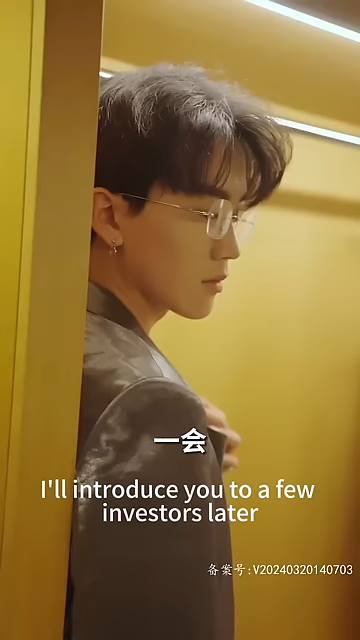 一会
I'll introduce you to a few
investors later
备案号:V20240320140703